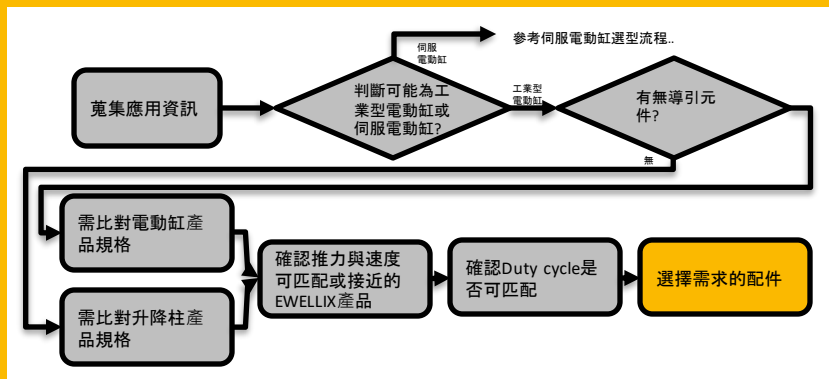 伺服
電動缸
參考伺服電動缸選型流程..
蒐集應用資訊
判斷可能為工
業型電動缸或
伺服電動缸?
工業型
電動缸
有無導引元
件?
無
需比對電動缸產
品規格
需比對升降柱產
品規格
確認推力與速度
可匹配或接近的
EWELLIX產品
確認Duty cycle是
否可匹配
選擇需求的配件